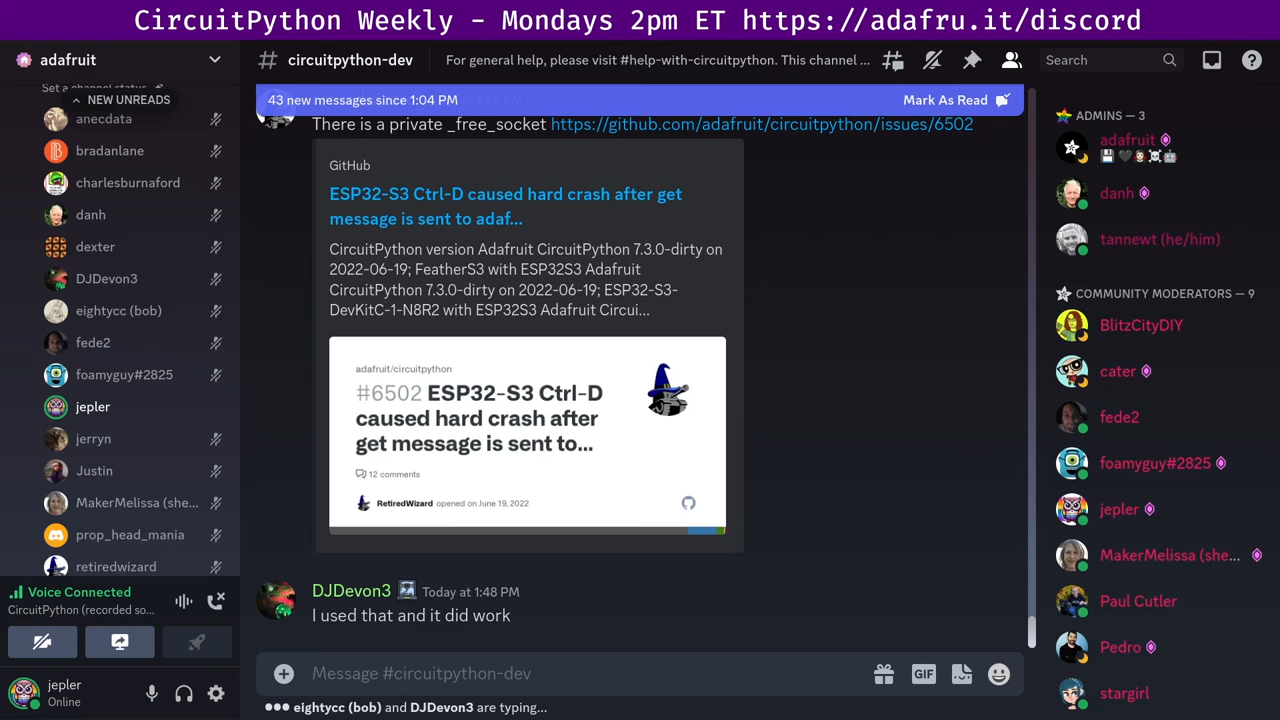 CircuitPython Weekly - Mondays 2pm ET https://adafru.it/discord
adafruit
NEW UNREADS
anecdata
bradanlane
charlesburnaford
danh
dexter
DJDevon3
eightycc (bob)
fede2
foamyguy#2825
jepler
jerryn
Justin
MakerMelissa (she...
prop_head_mania
retiredwizard
Voice Connected
CircuitPython (recorded so...
jepler
Online
# circuitpython-dev
For general help, please visit #help-with-circuitpython. This channel ...
Search
43 new messages since 1:04 PM
Mark As Read
There is a private _free_socket https://github.com/adafruit/circuitpython/issues/6502
GitHub
ESP32-S3 Ctrl-D caused hard crash after get
message is sent to adaf...
CircuitPython version Adafruit CircuitPython 7.3.0-dirty on
2022-06-19; FeatherS3 with ESP32S3 Adafruit
CircuitPython 7.3.0-dirty on 2022-06-19; ESP32-S3-
DevKitC-1-N8R2 with ESP32S3 Adafruit Circui...
adafruit/circuitpython
#6502 ESP32-S3 Ctrl-D
caused hard crash after
get message is sent to...
12 comments
RetiredWizard opened on June 19, 2022
DJDevon3 Today at 1:48 PM
I used that and it did work
Message #circuitpython-dev
GIF
eightycc (bob) and DJDevon3 are typing...
ADMINS — 3
adafruit
danh
tannewt (he/him)
COMMUNITY MODERATORS — 9
BlitzCityDIY
cater
fede2
foamyguy#2825
jepler
MakerMelissa (she...
Paul Cutler
Pedro
stargirl